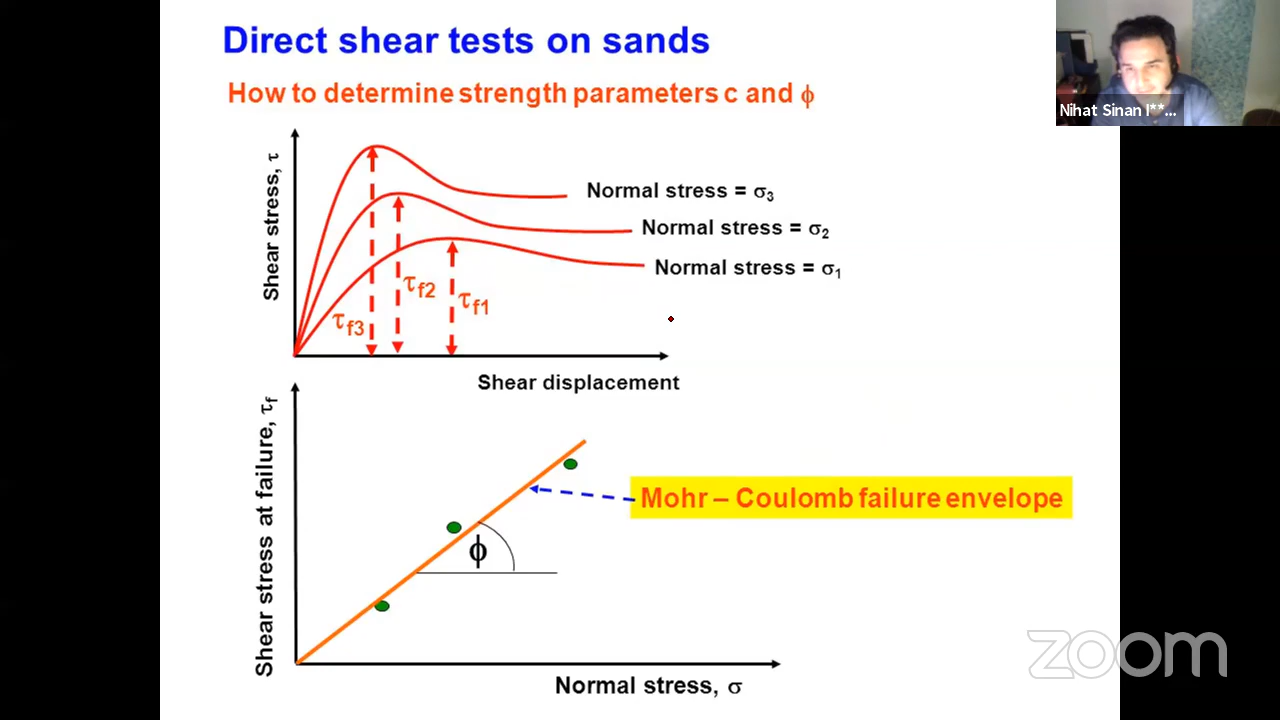 Direct shear tests on sands
How to determine strength parameters c and ϕ
Nihat Sinan I**...
Shear stress, τ
Normal stress = σ3
Normal stress = σ2
Normal stress = σ1
τf3
τf2
τf1
Shear displacement
Shear stress at failure, τf
Mohr – Coulomb failure envelope
ϕ
Normal stress, σ
zoom